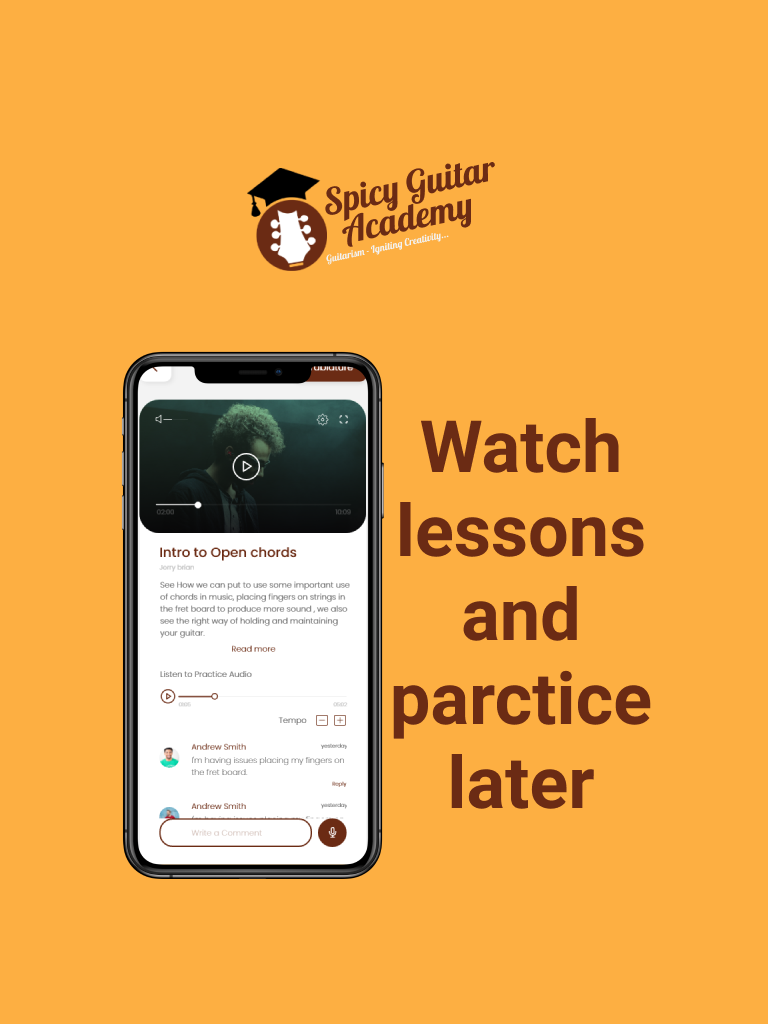 Spicy Guitar
Academy
Guitarism - Igniting Creativity...
02:00
Intro to Open chords
Jerry brian
See How we can put to use some important use
of chords in music, placing fingers on strings in
the fret board to produce more sound , we also
see the right way of holding and maintaining
your guitar.
Read more
Listen to Practice Audio
Tempo
Andrew Smith
yesterday
I'm having issues placing my fingers on
the fret board.
Reply
Andrew Smith
yesterday
Write a Comment
Watch
lessons
and
parctice
later